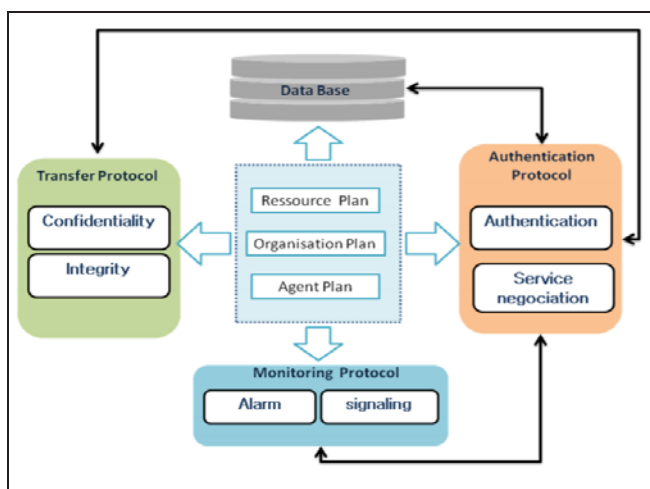 Data Base
Transfer Protocol
Confidentiality
Integrity
Ressource Plan
Organisation Plan
Agent Plan
Authentication
Protocol
Authentication
Service
negociation
Monitoring Protocol
Alarm
signaling